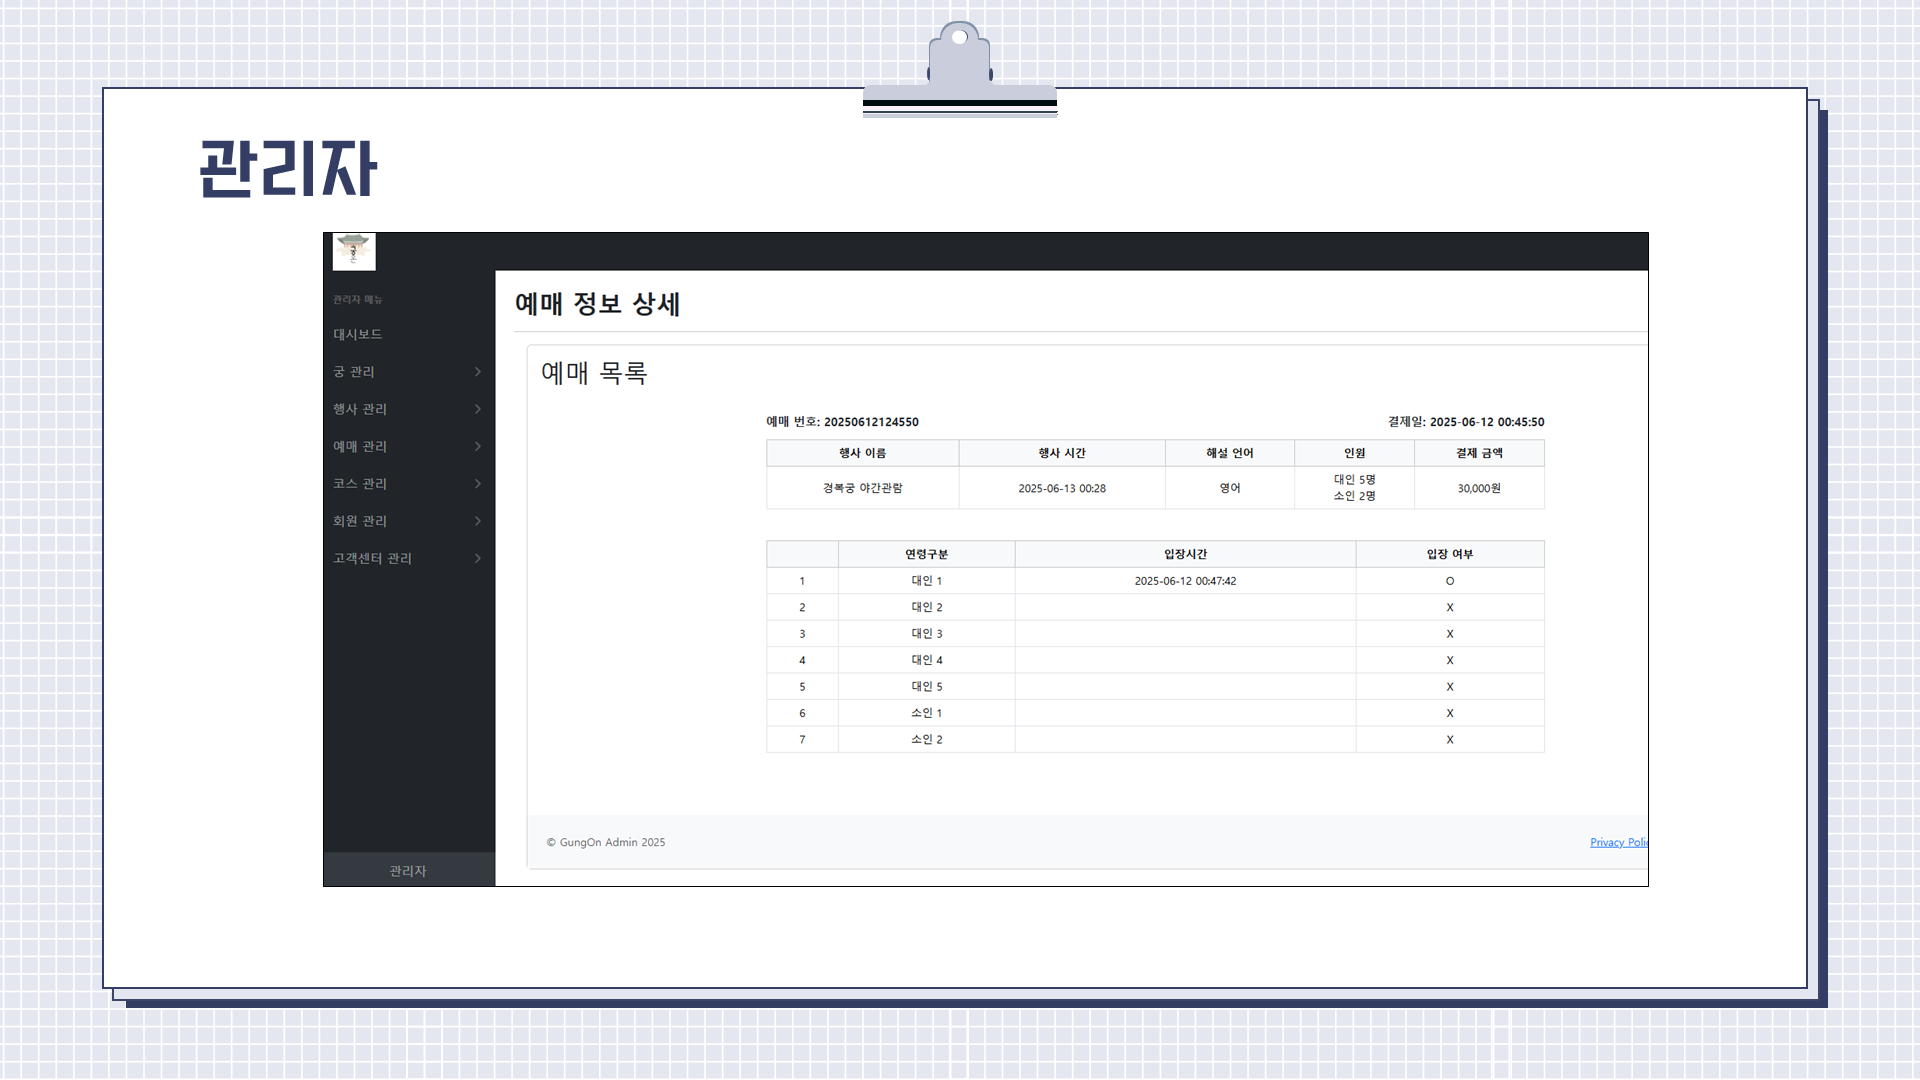 관리자
관리자 메뉴
대시보드
궁 관리
행사 관리
예매 관리
코스 관리
회원 관리
고객센터 관리
관리자
예매 정보 상세
예매 목록
예매 번호: 20250612124550 결제일: 2025-06-12 00:45:50
행사 이름 행사 시간 해설 언어 인원 결제 금액
경복궁 야간관람 2025-06-13 00:28 영어 대인 5명 30,000원
소인 2명
연령구분 입장시간 입장 여부
1 대인 1 2025-06-12 00:47:42 O
2 대인 2 X
3 대인 3 X
4 대인 4 X
5 대인 5 X
6 소인 1 X
7 소인 2 X
© GungOn Admin 2025 Privacy Polic